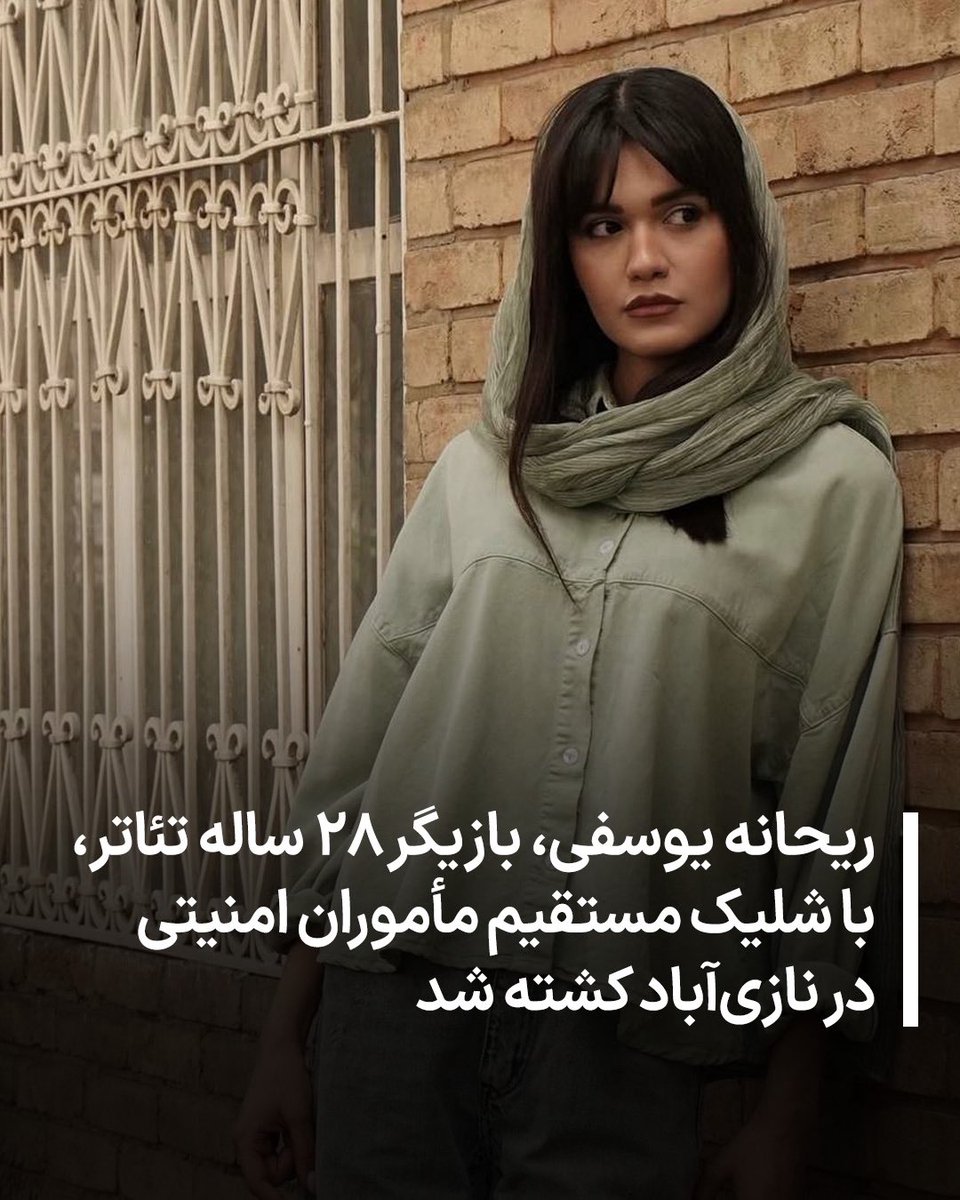 ریحانه یوسفی، بازیگر ۲۸ ساله تئاتر،
با شلیک مستقیم مأموران امنیتی
در نازی‌آباد کشته شد